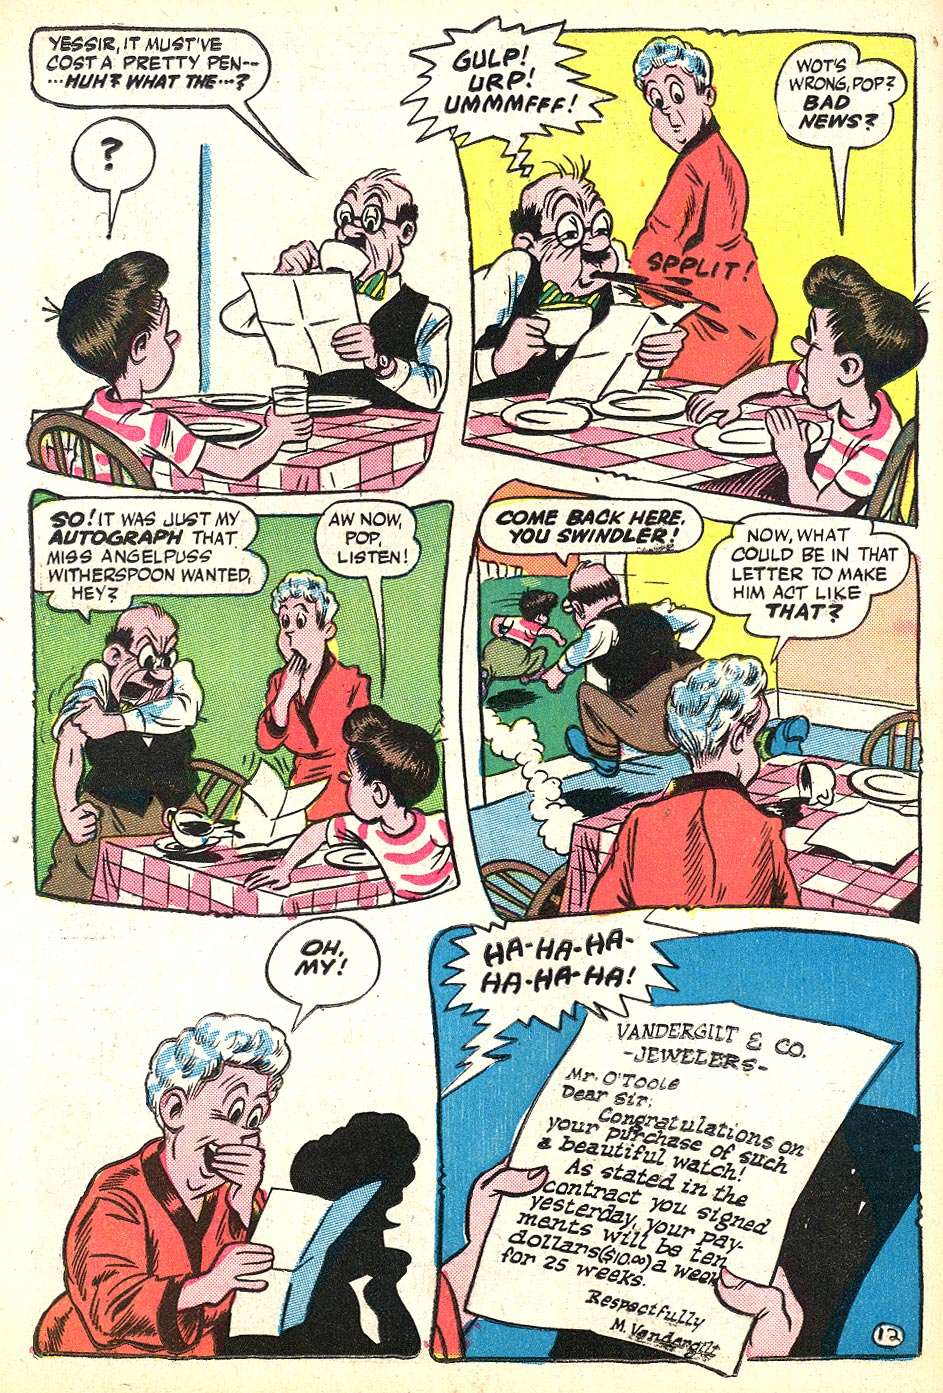 YESSIR, IT MUST'VE
COST A PRETTY PEN--
...HUH? WHAT THE...?
?
GULP!
URP!
UMMMFFF!
SPPLIT!
WOT'S
WRONG, POP?
BAD
NEWS?
SO! IT WAS JUST MY
AUTOGRAPH THAT
MISS ANGELPUSS
WITHERSPOON WANTED,
HEY?
AW NOW,
POP,
LISTEN!
COME BACK HERE,
YOU SWINDLER!
NOW, WHAT
COULD BE IN THAT
LETTER TO MAKE
HIM ACT LIKE
THAT?
OH,
MY!
HA-HA-HA-
HA-HA-HA!
VANDERGILT & CO.
-JEWELERS-
Mr. O'Toole
Dear Sir;
Congratulations on
your purchase of such
a beautiful watch!
As stated in the
contract you signed
yesterday, your pay-
ments will be ten
dollars ($10.00) a week
for 25 weeks.
Respectfully
M. Vandergilt
12